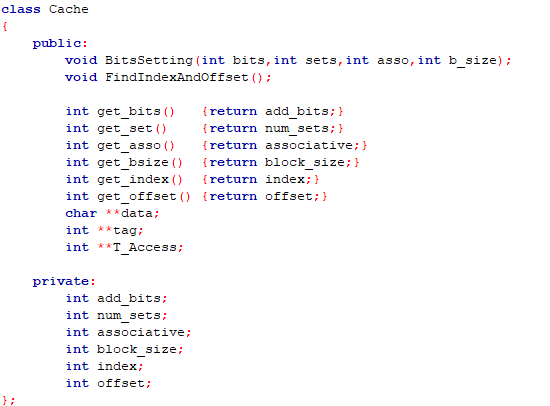 class Cache
{
    public:
        void BitsSetting(int bits,int sets,int asso,int b_size);
        void FindIndexAndOffset();

        int get_bits()   {return add_bits;}
        int get_set()    {return num_sets;}
        int get_asso()   {return associative;}
        int get_bsize()  {return block_size;}
        int get_index()  {return index;}
        int get_offset() {return offset;}
        char **data;
        int **tag;
        int **T_Access;

    private:
        int add_bits;
        int num_sets;
        int associative;
        int block_size;
        int index;
        int offset;
};